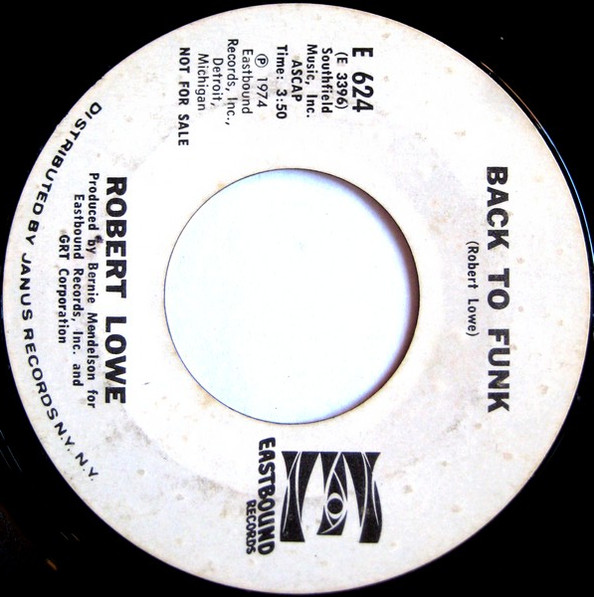 BACK TO FUNK
(Robert Lowe)
EASTBOUND
RECORDS
E 624
(E 3396)
Southfield
Music, Inc.
ASCAP
Time: 3:50
℗ 1974
Eastbound
Records, Inc.,
Detroit,
Michigan
NOT FOR SALE
ROBERT LOWE
Produced by Bernie Mendelson for
Eastbound Records, Inc. and
GRT Corporation
DISTRIBUTED BY JANUS RECORDS N.Y. N.Y.